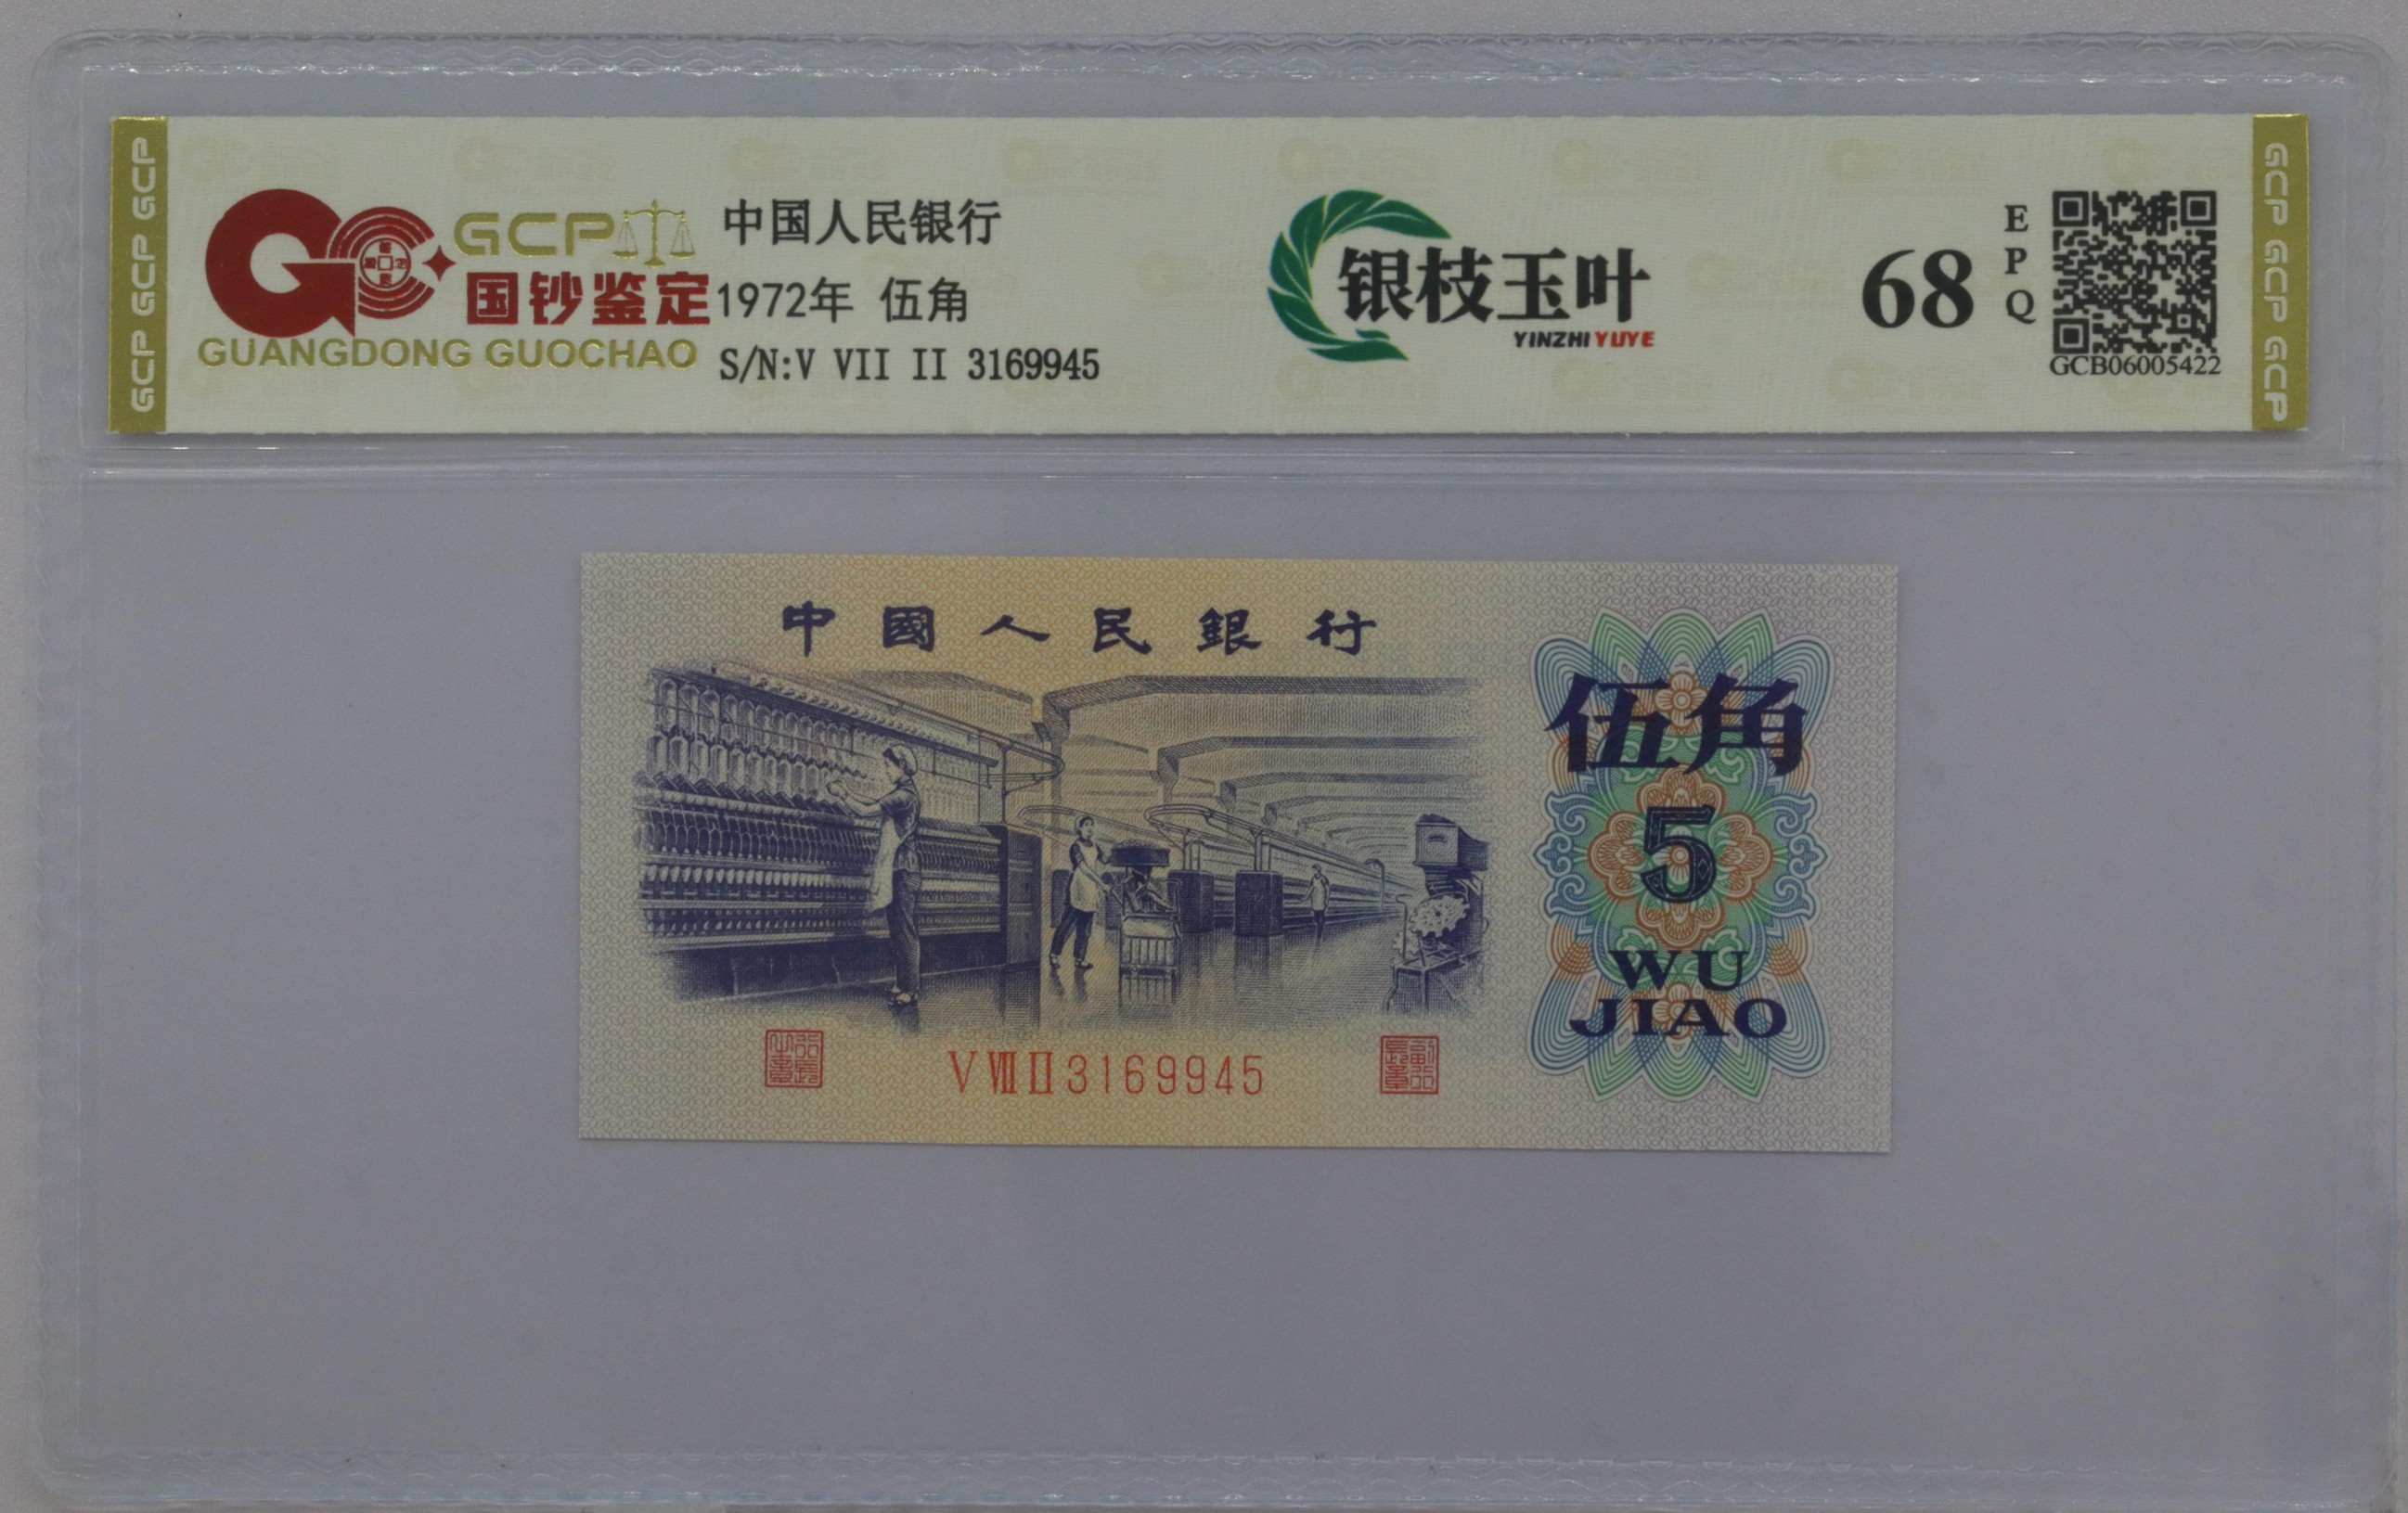 GCP GCP GCP
GCP
国钞鉴定
GUANGDONG GUOCHAO
中国人民银行
1972年 伍角
S/N:V VII II 3169945
银枝玉叶
YINZHI YUYE
68
EPQ
GCB06005422
GCP GCP GCP
中國人民銀行
伍角
5
WU
JIAO
V VII II 3169945